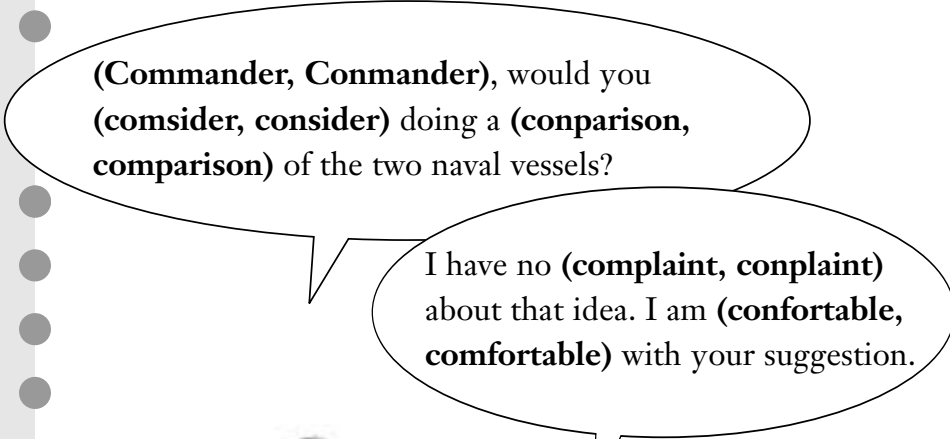 (Commander, Conmander), would you
(comsider, consider) doing a (conparison,
comparison) of the two naval vessels?
I have no (complaint, conplaint)
about that idea. I am (confortable,
comfortable) with your suggestion.